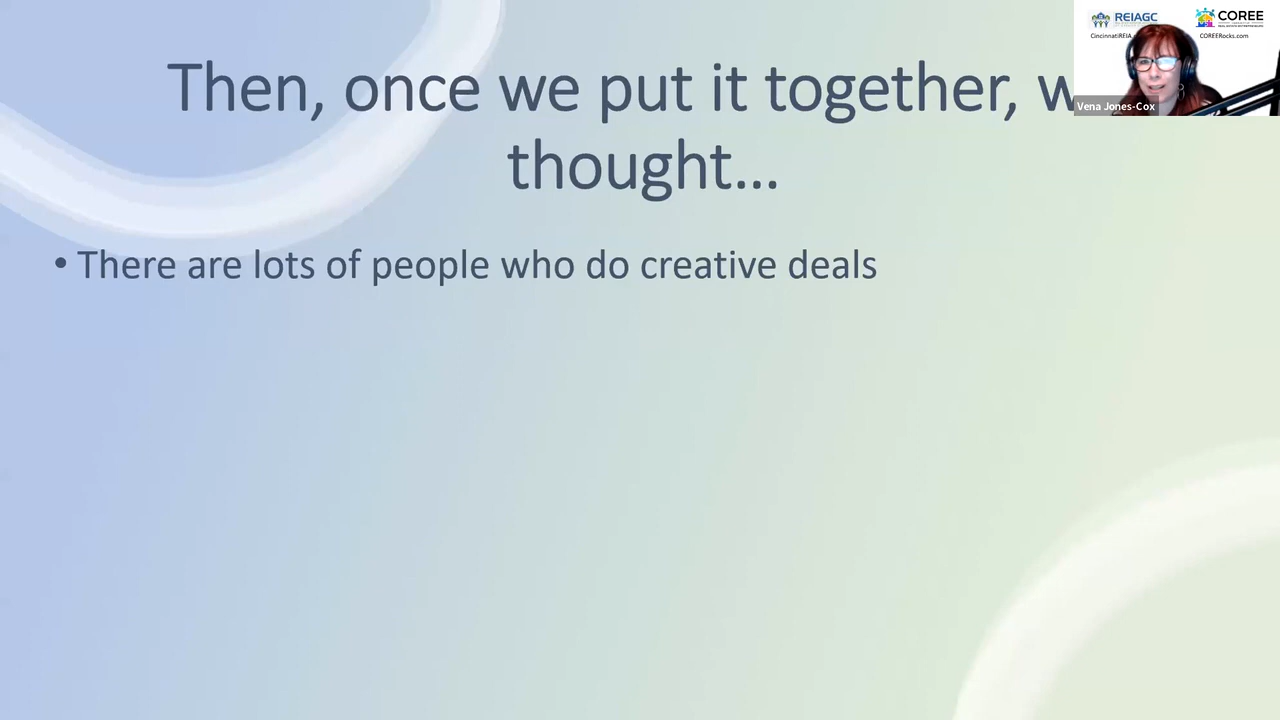 REIAGC
COREE
COREERocks.com
Then, once we put it together, w
thought...
Vena Jones-Cox
• There are lots of people who do creative deals